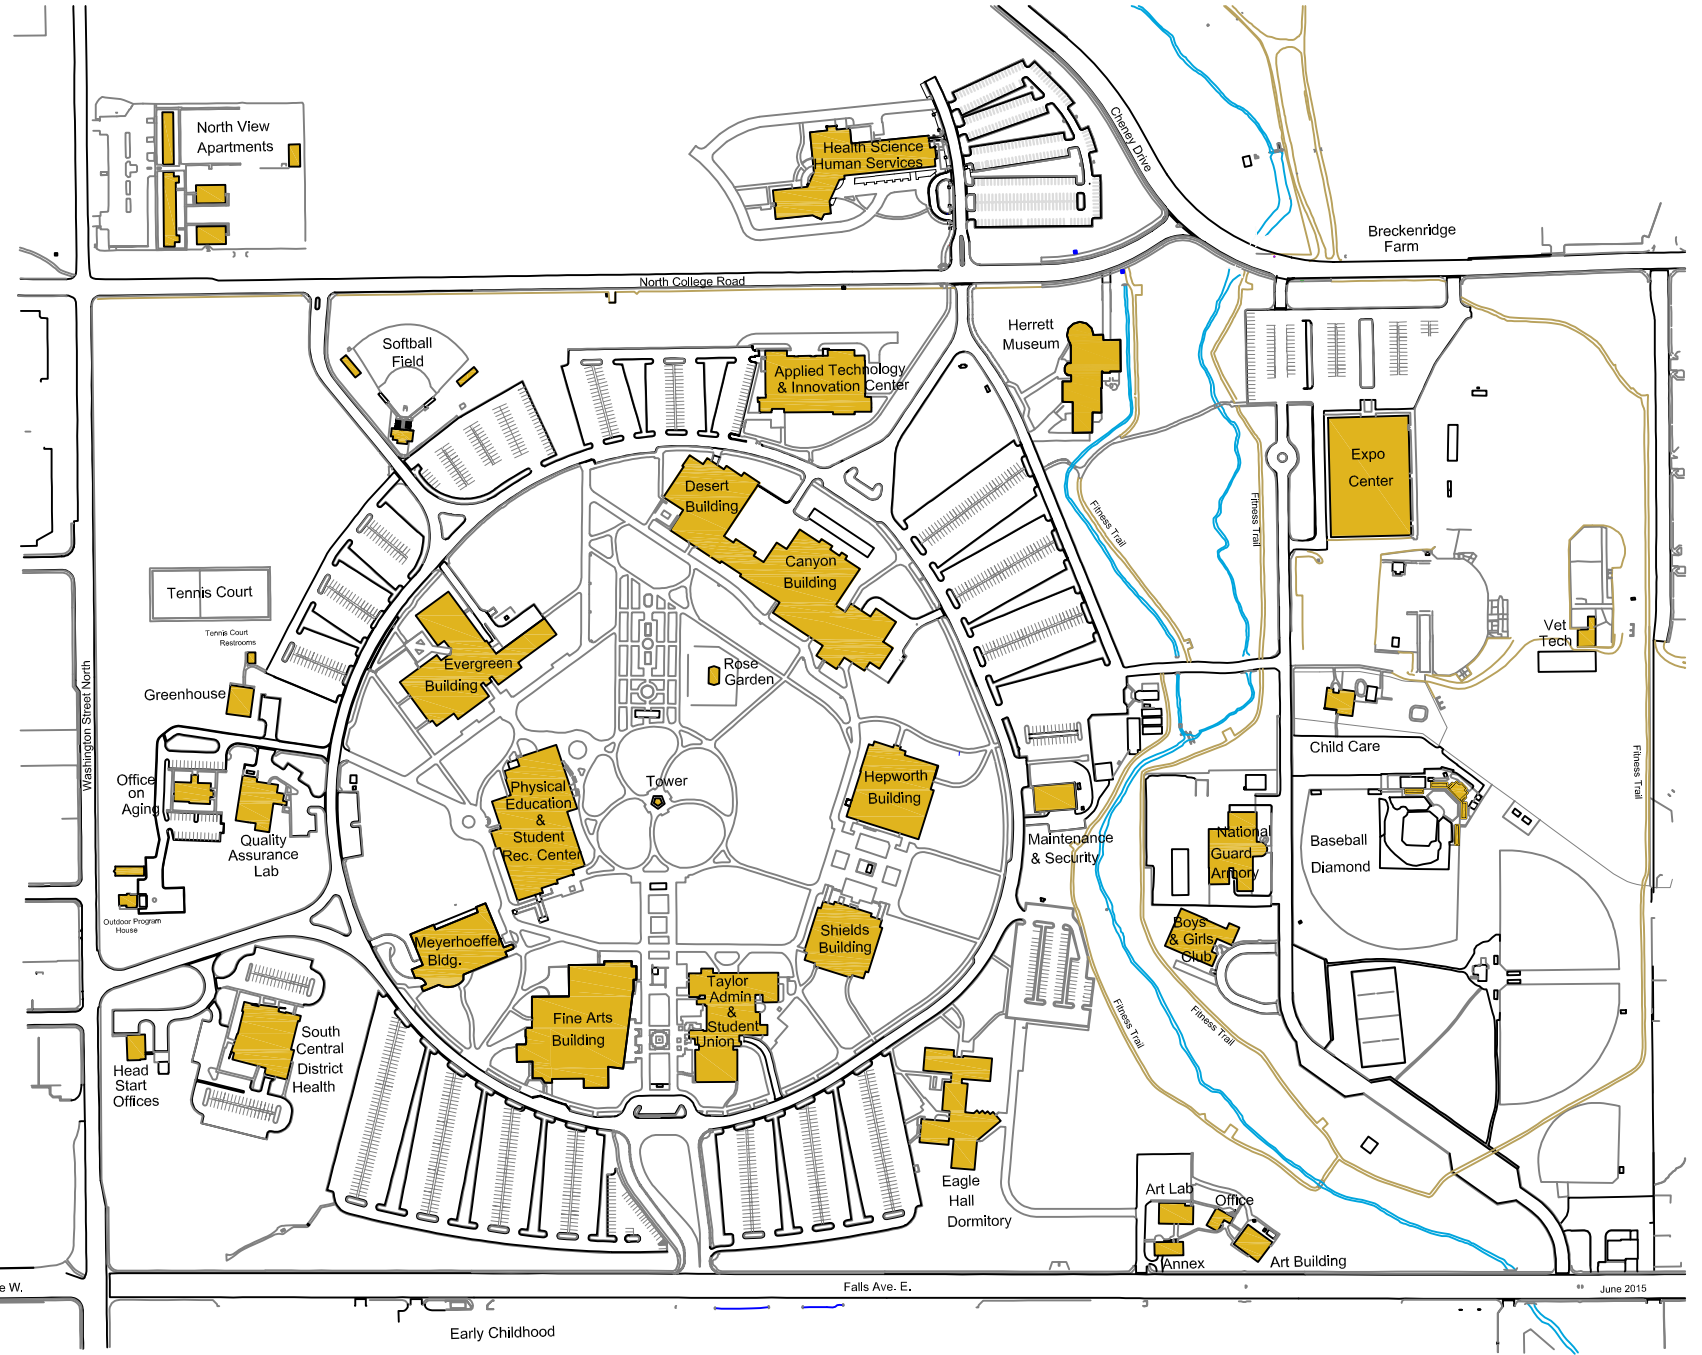 North View
Apartments
Health Science
Human Services
Cheney Drive
Breckenridge
Farm
North College Road
Softball
Field
Herrett
Museum
Applied Technology
& Innovation Center
Expo
Center
Desert
Building
Canyon
Building
Fitness Trail
Fitness Trail
Tennis Court
Tennis Court
Restrooms
Vet
Tech
Evergreen
Building
Rose
Garden
Greenhouse
Washington Street North
Child Care
Fitness Trail
Office
on
Aging
Quality
Assurance
Lab
Physical
Education
&
Student
Rec. Center
Tower
Hepworth
Building
Maintenance
& Security
National
Guard
Armory
Baseball
Diamond
Outdoor Program
House
Meyerhoeffer
Bldg.
Shields
Building
Boys
& Girls
Club
Taylor
Admin
&
Student
Union
Fine Arts
Building
South
Central
District
Health
Head
Start
Offices
Fitness Trail
Fitness Trail
Eagle
Hall
Dormitory
Art Lab
Office
Annex
Art Building
e W.
Falls Ave. E.
June 2015
Early Childhood